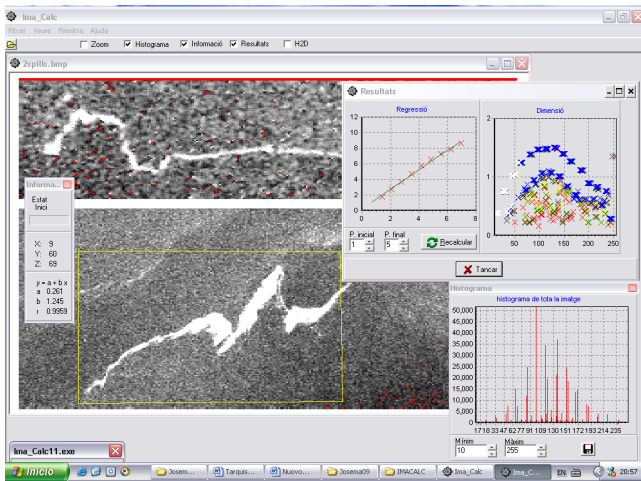 Ima_Calc
Fitxer Veure Finestra Ajuda
Zoom Histograma Informació Resultats H2D
2spills.bmp
Resultats
Regressió
Dimensió
12
10
8
6
4
2
0
0 2 4 6 8
2
1
0
50 100 150 200 250
P. inicial P. final
1 5 Recalcular
Tancar
Informa...
Estat
Inici
X: 9
Y: 60
Z: 69
y = a + b x
a 0.261
b 1.245
r 0.9959
Histograma
histograma de tota la imatge
50,000
45,000
40,000
35,000
30,000
25,000
20,000
15,000
10,000
5,000
0
17 18 33 47 62 77 91 109 130 151 172 193 214 235
Mínim Màxim
10 255
Ima_Calc11.exe
Inicio Josem... Tarquis... Nuevo... Josema09 IMACALC Ima_Calc Ima_C... EN 20:57